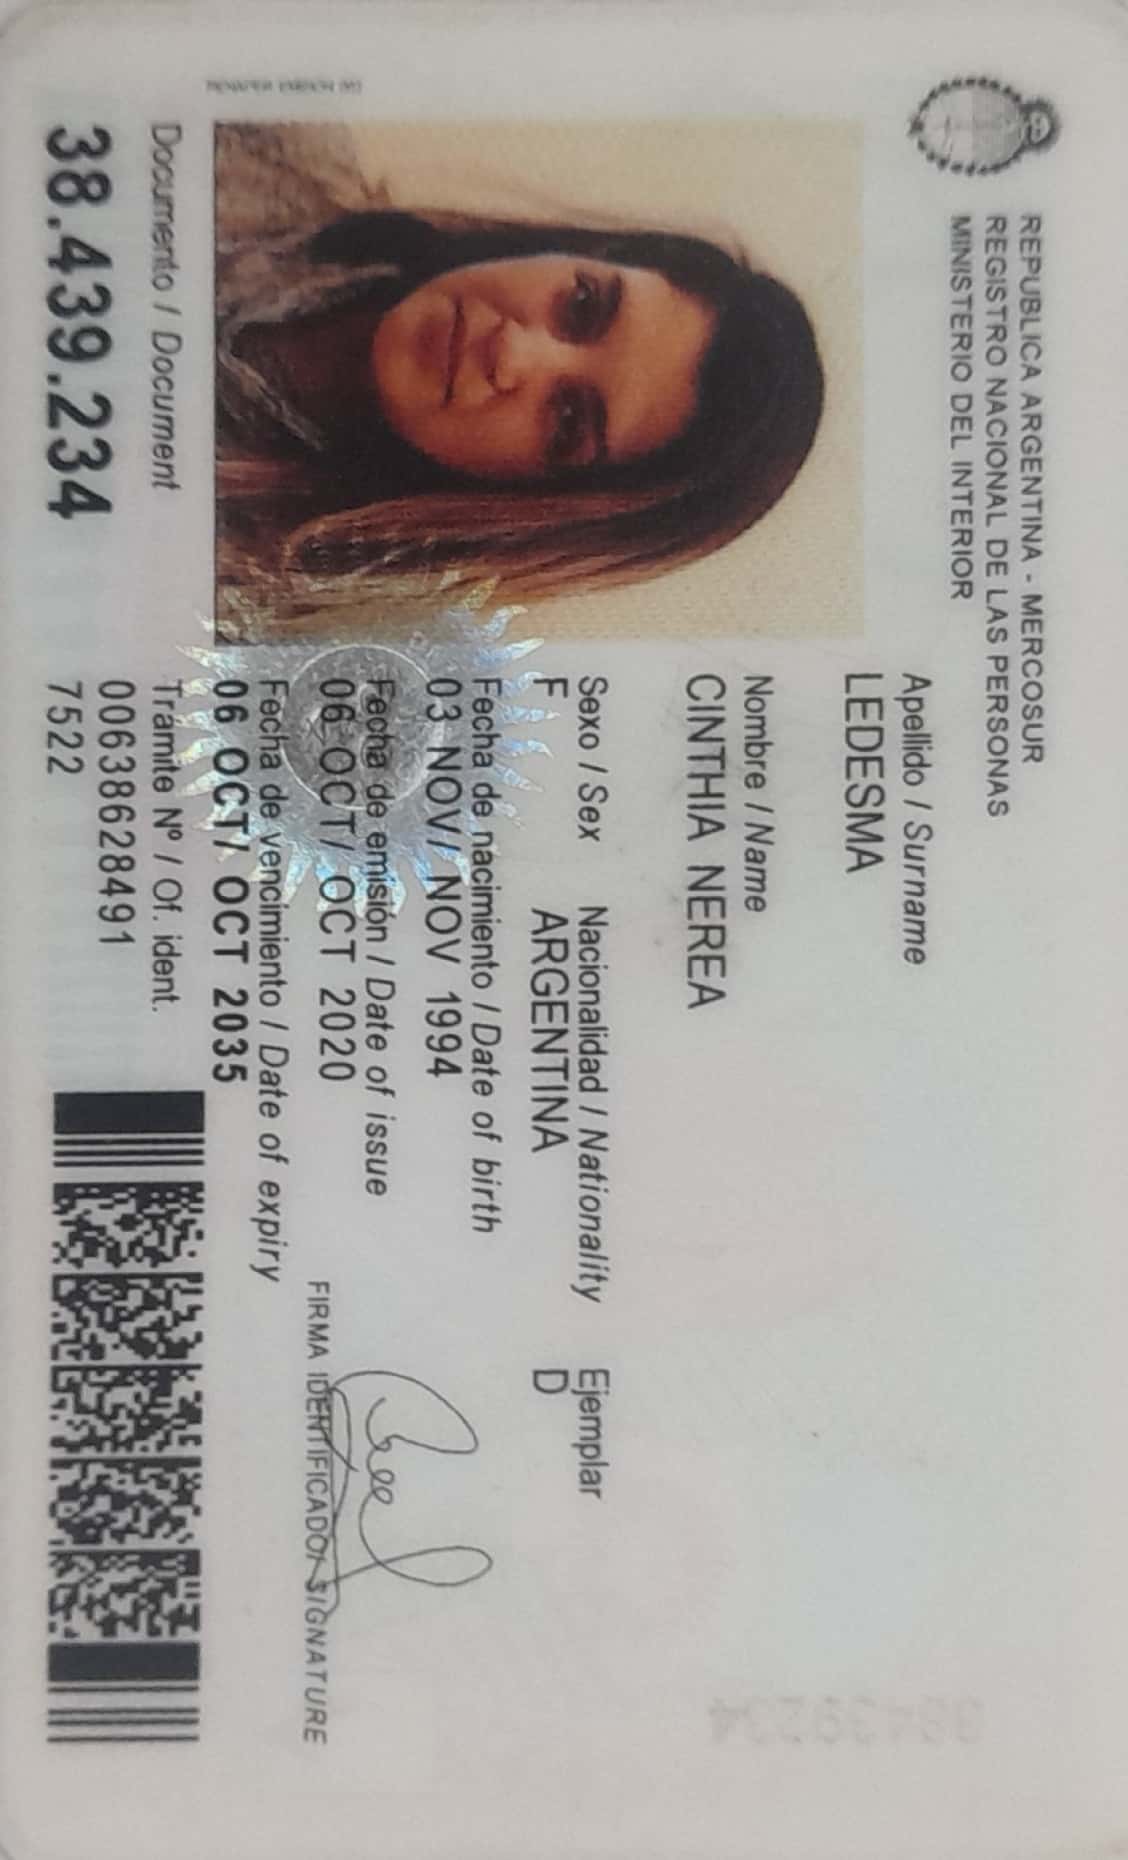 REPUBLICA ARGENTINA - MERCOSUR
REGISTRO NACIONAL DE LAS PERSONAS
MINISTERIO DEL INTERIOR
Apellido / Surname
LEDESMA
Nombre / Name
CINTHIA NEREA
Sexo / Sex Nacionalidad / Nationality Ejemplar
F ARGENTINA D
Fecha de nacimiento / Date of birth
03 NOV/ NOV 1994
Fecha de emisión / Date of issue
06 OCT/ OCT 2020
Fecha de vencimiento / Date of expiry
06 OCT/ OCT 2035
FIRMA IDENTIFICADO/ SIGNATURE
Documento / Document
38.439.234
Tramite Nº / Of. ident.
00638628491
7522